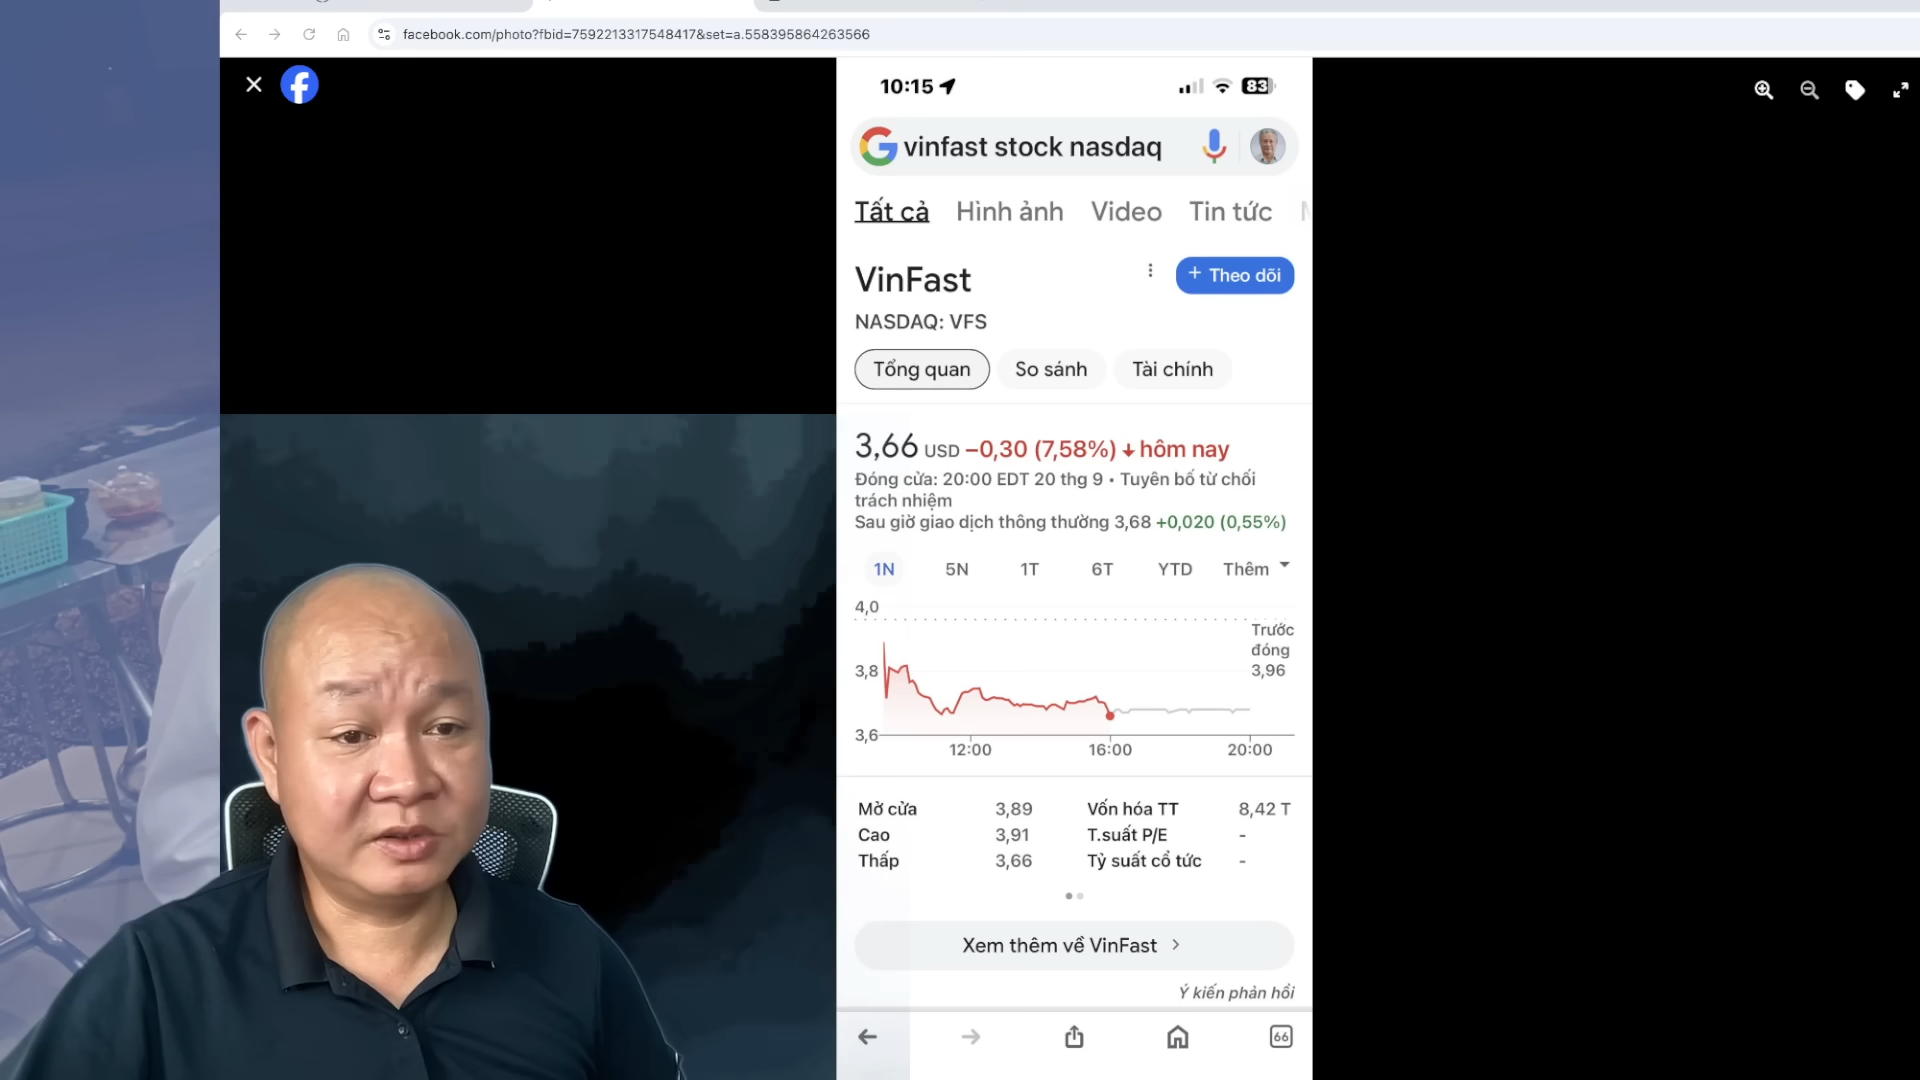 facebook.com/photo?fbid=7592213317548417&set=a.558395864263566
10:15
83
vinfast stock nasdaq
Tất cả Hình ảnh Video Tin tức
VinFast
+ Theo dõi
NASDAQ: VFS
Tổng quan So sánh Tài chính
3,66 USD −0,30 (7,58%) ↓ hôm nay
Đóng cửa: 20:00 EDT 20 thg 9 • Tuyên bố từ chối
trách nhiệm
Sau giờ giao dịch thông thường 3,68 +0,020 (0,55%)
1N 5N 1T 6T YTD Thêm
4,0
Trước
đóng
3,96
3,8
3,6
12:00 16:00 20:00
Mở cửa 3,89 Vốn hóa TT 8,42 T
Cao 3,91 T.suất P/E -
Thấp 3,66 Tỷ suất cổ tức -
Xem thêm về VinFast >
Ý kiến phản hồi
66